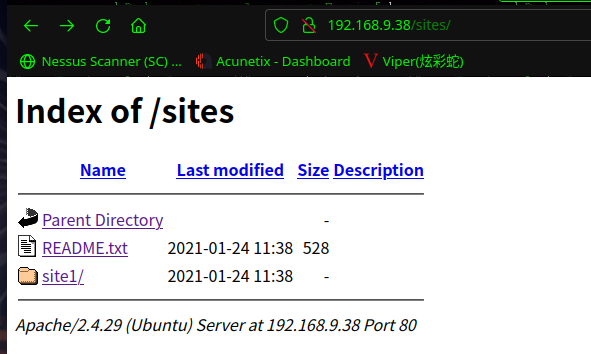 192.168.9.38/sites/
Nessus Scanner (SC) ... Acunetix - Dashboard Viper(炫彩蛇)
Index of /sites
Name Last modified Size Description
Parent Directory -
README.txt 2021-01-24 11:38 528
site1/ 2021-01-24 11:38 -
Apache/2.4.29 (Ubuntu) Server at 192.168.9.38 Port 80